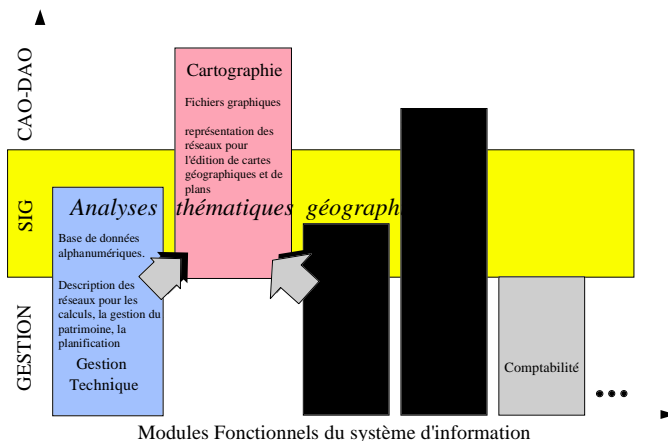 CAO-DAO
SIG
GESTION
Cartographie
Fichiers graphiques
représentation des
réseaux pour
l'édition de cartes
géographiques et de
plans
Analyses thématiques géograph
Base de données
alphanumériques.
Description des
réseaux pour les
calculs, la gestion du
patrimoine, la
planification
Gestion
Technique
Comptabilité
Modules Fonctionnels du système d'information